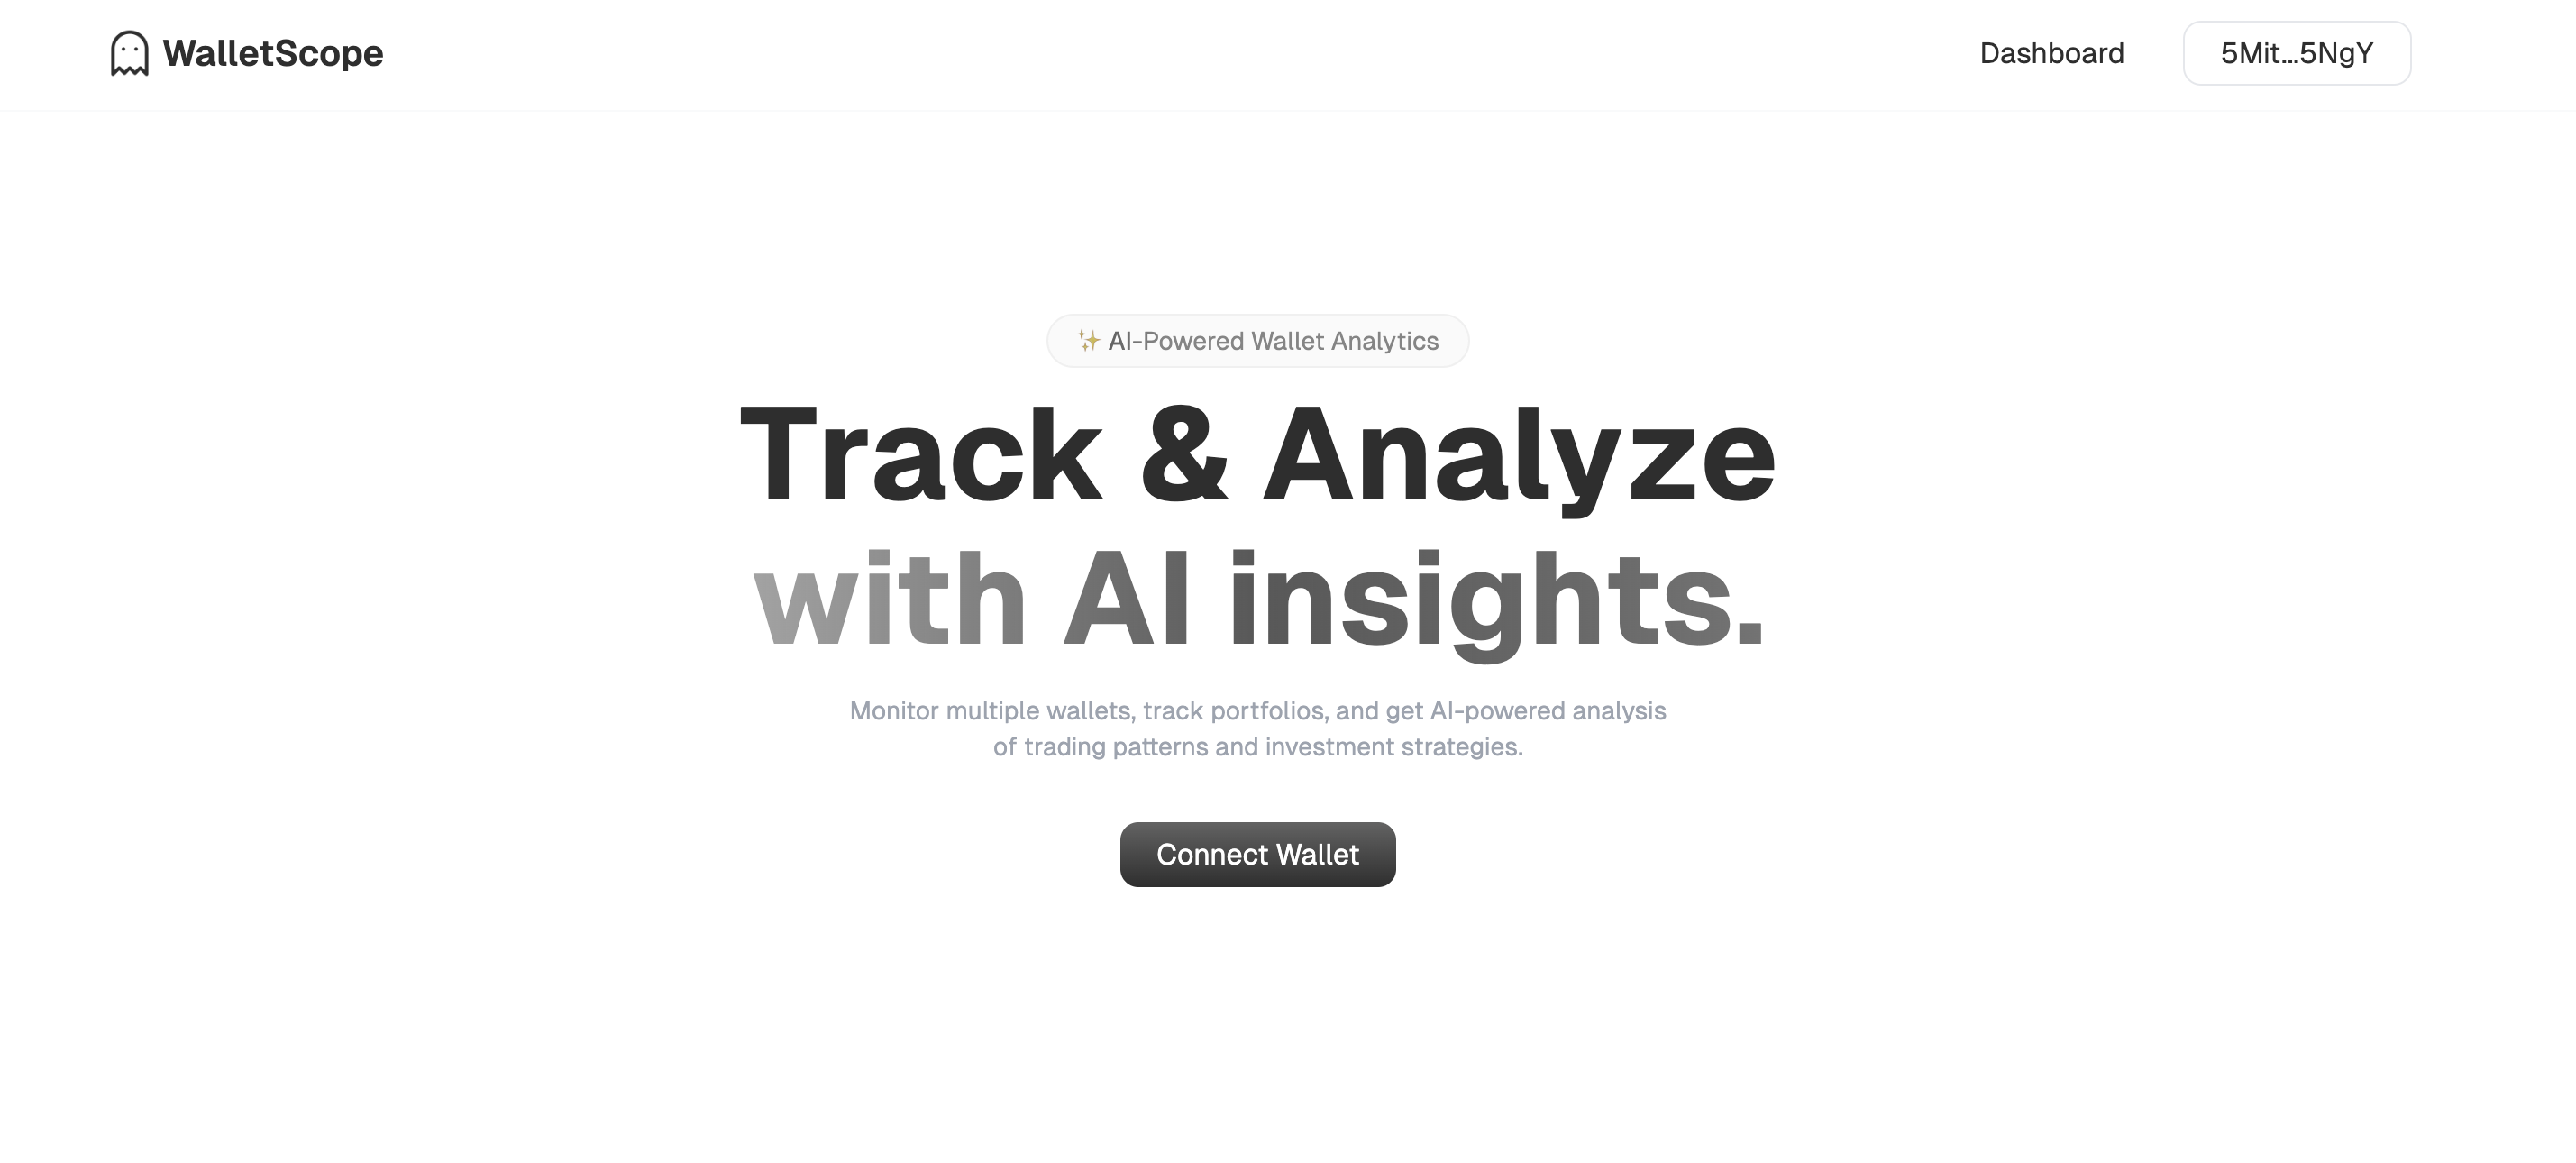 WalletScope
Dashboard
5Mit...5NgY
✨ AI-Powered Wallet Analytics
Track & Analyze
with AI insights.
Monitor multiple wallets, track portfolios, and get AI-powered analysis
of trading patterns and investment strategies.
Connect Wallet